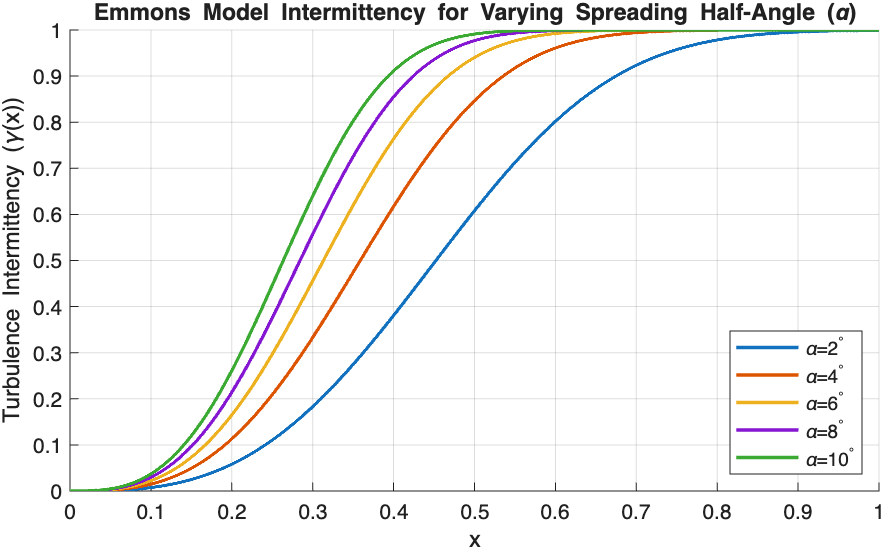 Emmons Model Intermittency for Varying Spreading Half-Angle (α)
Turbulence Intermittency (γ(x))
1
0.9
0.8
0.7
0.6
0.5
0.4
0.3
0.2
0.1
0
0 0.1 0.2 0.3 0.4 0.5 0.6 0.7 0.8 0.9 1
x
α=2°
α=4°
α=6°
α=8°
α=10°